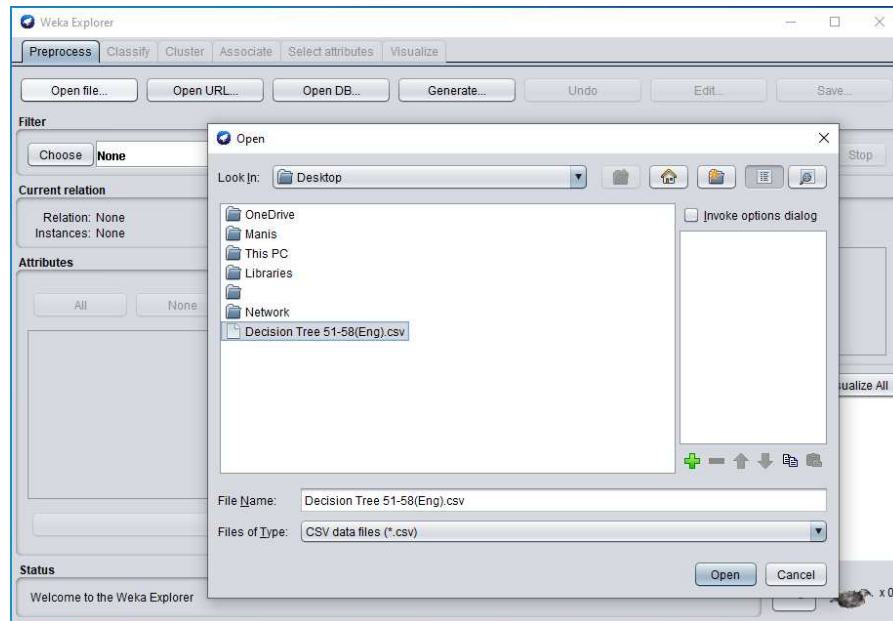 Weka Explorer
Preprocess Classify Cluster Associate Select attributes Visualize
Open file... Open URL... Open DB... Generate... Undo Edit... Save...
Filter
Choose None
Stop
Current relation
Relation: None
Instances: None
Attributes
All None
ualize All
Status
Welcome to the Weka Explorer
x 0
Open
Look In: Desktop
OneDrive
Manis
This PC
Libraries
Network
Decision Tree 51-58(Eng).csv
Invoke options dialog
File Name: Decision Tree 51-58(Eng).csv
Files of Type: CSV data files (*.csv)
Open Cancel